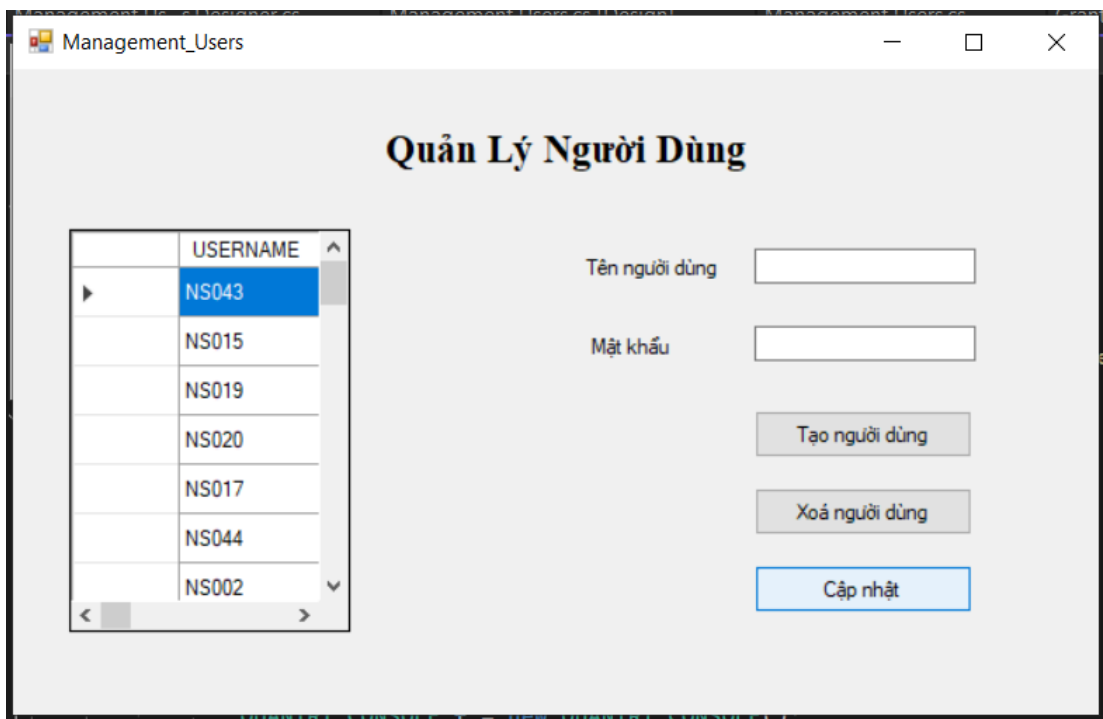 Management_Users
Quản Lý Người Dùng
USERNAME
NS043
NS015
NS019
NS020
NS017
NS044
NS002
Tên người dùng
Mật khẩu
Tạo người dùng
Xoá người dùng
Cập nhật